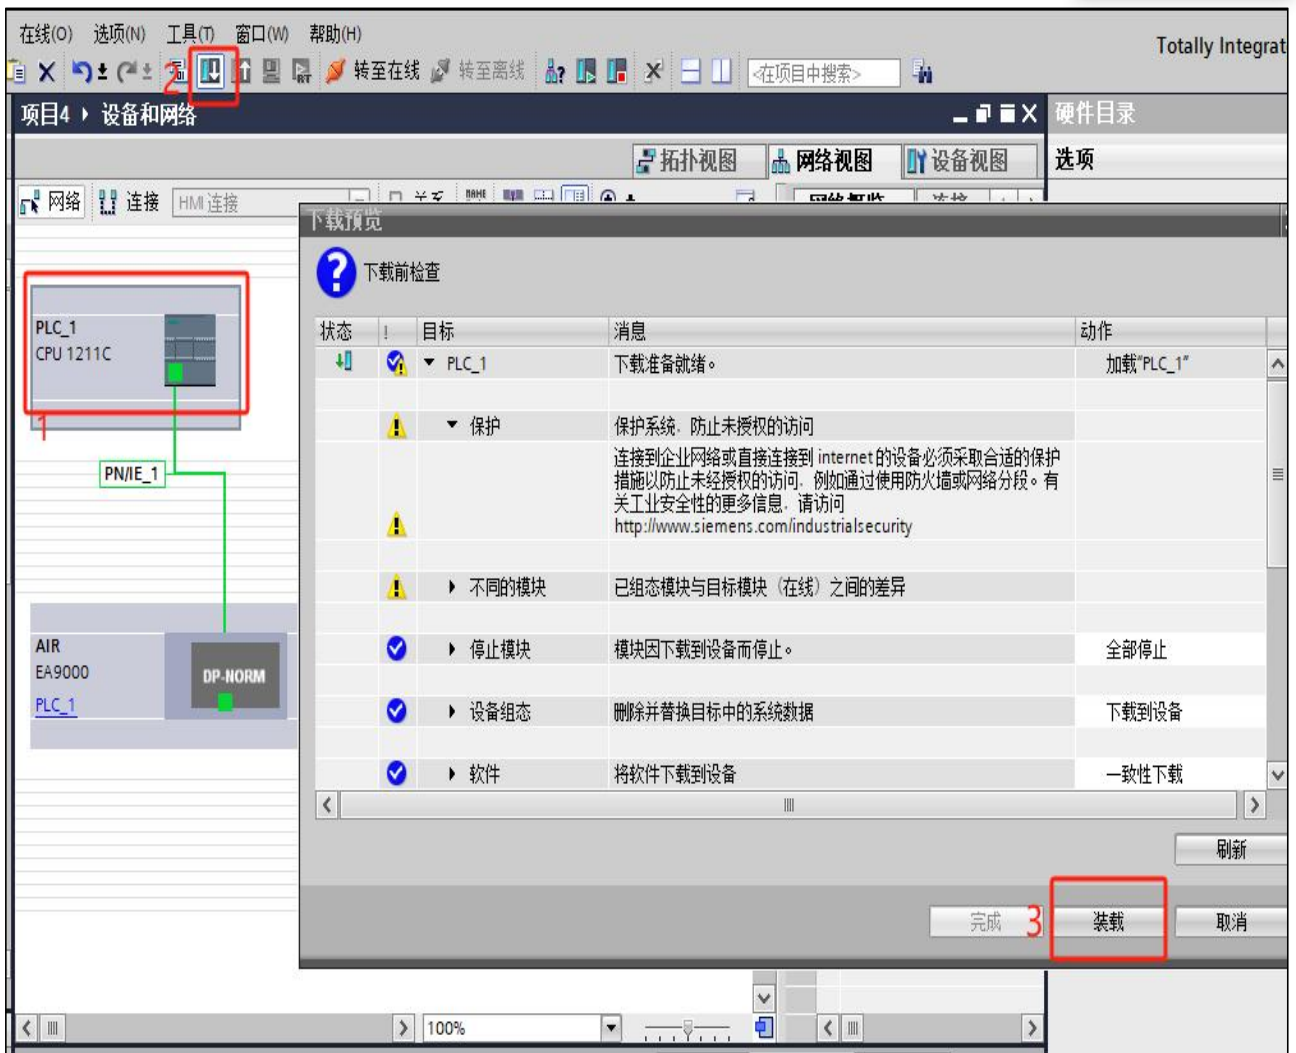 在线(O) 选项(N) 工具(T) 窗口(W) 帮助(H)
Totally Integrat
2
转至在线 转至离线 <在项目中搜索>
项目4 设备和网络
硬件目录
拓扑视图 网络视图 设备视图
选项
网络 连接 HMI 连接
下载预览
下载前检查
状态 ! 目标 消息 动作
PLC_1 下载准备就绪。 加载"PLC_1"
保护 保护系统，防止未授权的访问
连接到企业网络或直接连接到 internet 的设备必须采取合适的保护
措施以防止未经授权的访问，例如通过使用防火墙或网络分段。有
关工业安全性的更多信息，请访问
http://www.siemens.com/industrialsecurity
不同的模块 已组态模块与目标模块（在线）之间的差异
停止模块 模块因下载到设备而停止。 全部停止
设备组态 删除并替换目标中的系统数据 下载到设备
软件 将软件下载到设备 一致性下载
刷新
完成 3 装载 取消
PLC_1
CPU 1211C
1
PN/IE_1
AIR
EA9000
PLC_1
DP-NORM
100%